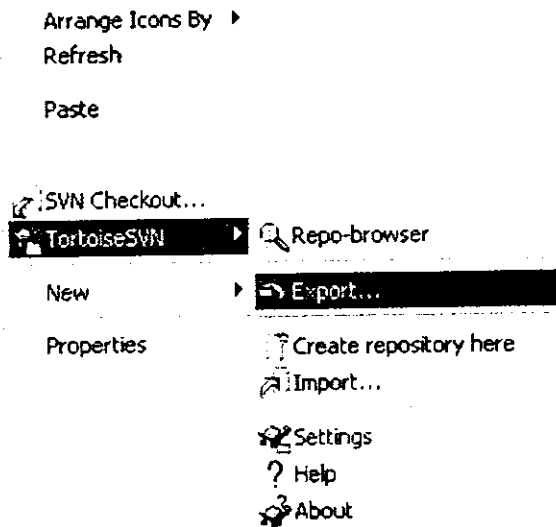 Arrange Icons By
Refresh
Paste
SVN Checkout...
TortoiseSVN
New
Properties
Repo-browser
Export...
Create repository here
Import...
Settings
? Help
About